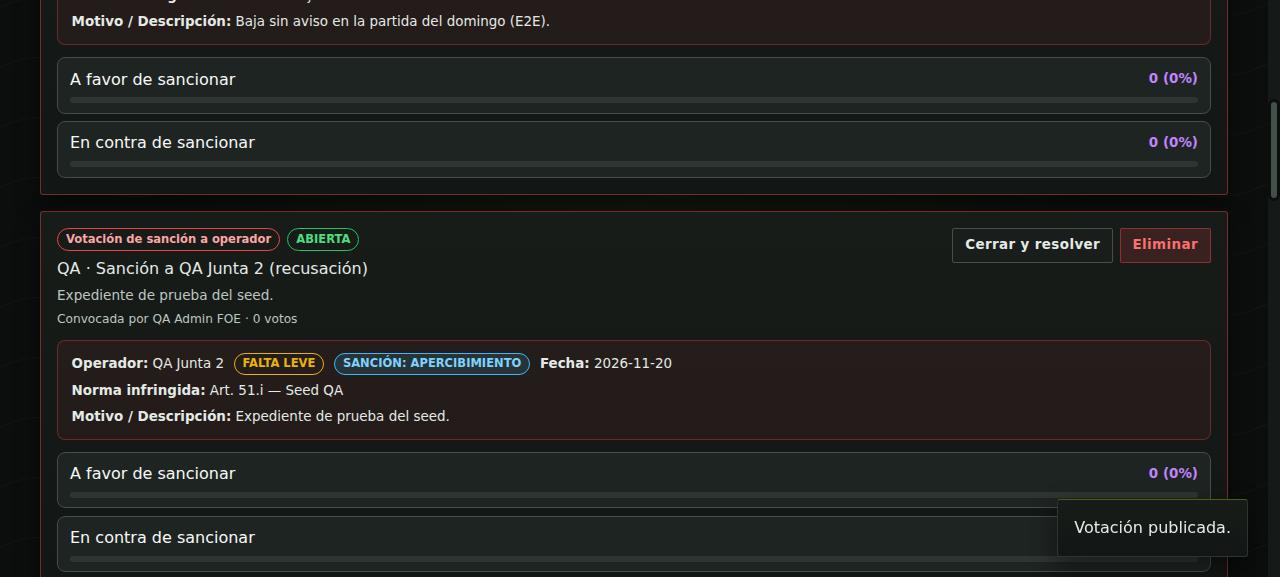 Motivo / Descripción: Baja sin aviso en la partida del domingo (E2E).
A favor de sancionar 0 (0%)
En contra de sancionar 0 (0%)
Votación de sanción a operador ABIERTA Cerrar y resolver Eliminar
QA · Sanción a QA Junta 2 (recusación)
Expediente de prueba del seed.
Convocada por QA Admin FOE · 0 votos
Operador: QA Junta 2 FALTA LEVE SANCIÓN: APERCIBIMIENTO Fecha: 2026-11-20
Norma infringida: Art. 51.i — Seed QA
Motivo / Descripción: Expediente de prueba del seed.
A favor de sancionar 0 (0%)
En contra de sancionar
Votación publicada.